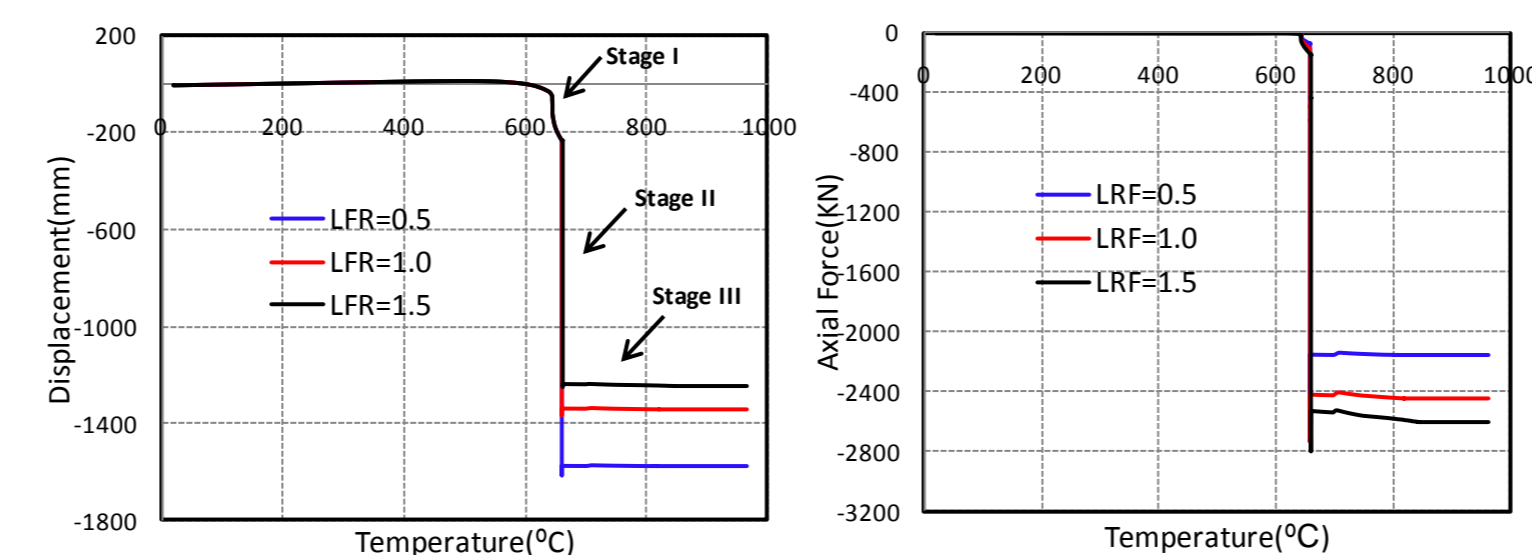 200
-200
-600
-1000
-1400
-1800
0 200 400 600 800 1000
Displacement(mm)
Temperature(⁰C)
Stage I
Stage II
Stage III
LFR=0.5
LFR=1.0
LFR=1.5
0
-400
-800
-1200
-1600
-2000
-2400
-2800
-3200
0 200 400 600 800 1000
Axial Force(KN)
Temperature(⁰C)
LRF=0.5
LRF=1.0
LRF=1.5